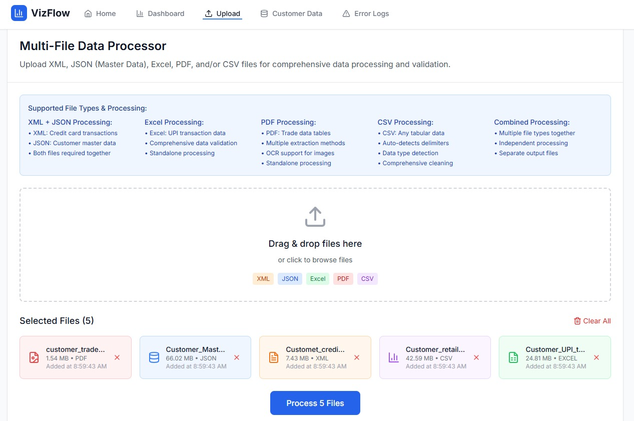 VizFlow
Home
Dashboard
Upload
Customer Data
Error Logs
Multi-File Data Processor
Upload XML, JSON (Master Data), Excel, PDF, and/or CSV files for comprehensive data processing and validation.
Supported File Types & Processing:
XML + JSON Processing:
• XML: Credit card transactions
• JSON: Customer master data
• Both files required together
Excel Processing:
• Excel: UPI transaction data
• Comprehensive data validation
• Standalone processing
PDF Processing:
• PDF: Trade data tables
• Multiple extraction methods
• OCR support for images
• Standalone processing
CSV Processing:
• CSV: Any tabular data
• Auto-detects delimiters
• Data type detection
• Comprehensive cleaning
Combined Processing:
• Multiple file types together
• Independent processing
• Separate output files
Drag & drop files here
or click to browse files
XML JSON Excel PDF CSV
Selected Files (5)
Clear All
customer_trade...
1.54 MB • PDF
Added at 8:59:43 AM
Customer_Mast...
66.02 MB • JSON
Added at 8:59:43 AM
Customet_credi...
7.43 MB • XML
Added at 8:59:43 AM
Customer_retail...
42.59 MB • CSV
Added at 8:59:43 AM
Customer_UPI_t...
24.81 MB • EXCEL
Added at 8:59:43 AM
Process 5 Files